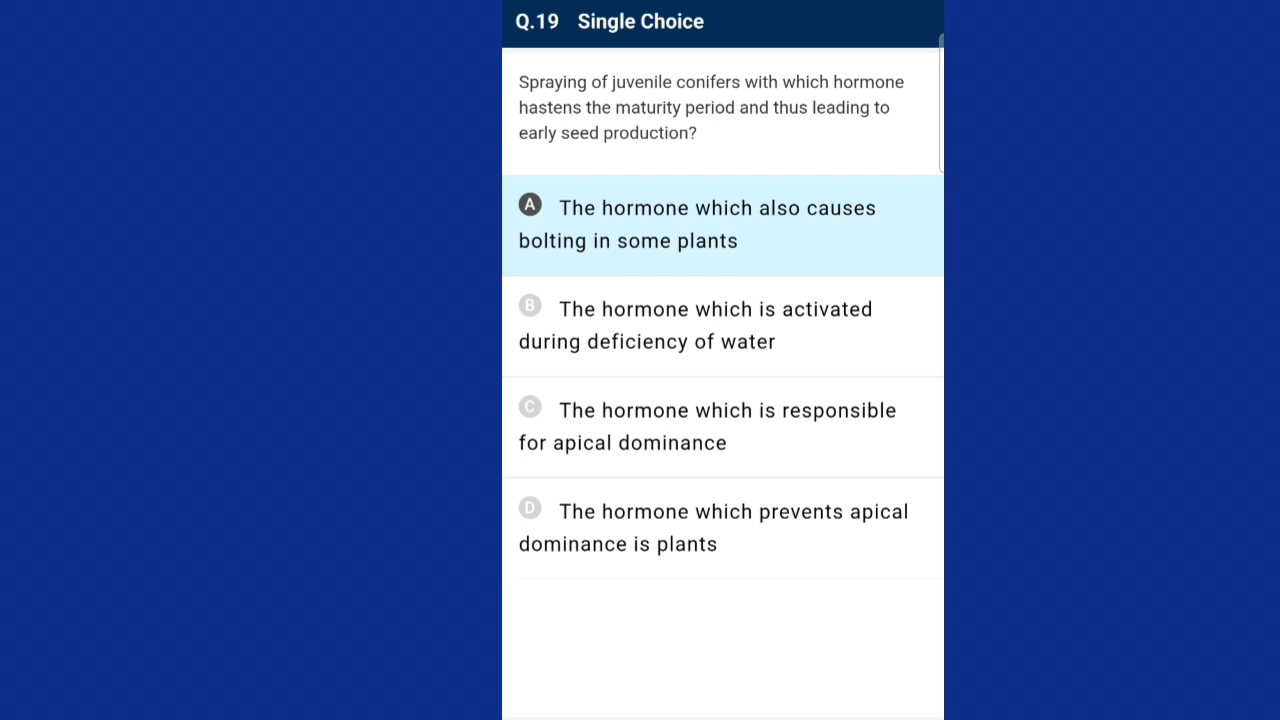 Q.19 Single Choice
Spraying of juvenile conifers with which hormone
hastens the maturity period and thus leading to
early seed production?
A The hormone which also causes
bolting in some plants
B The hormone which is activated
during deficiency of water
C The hormone which is responsible
for apical dominance
D The hormone which prevents apical
dominance is plants